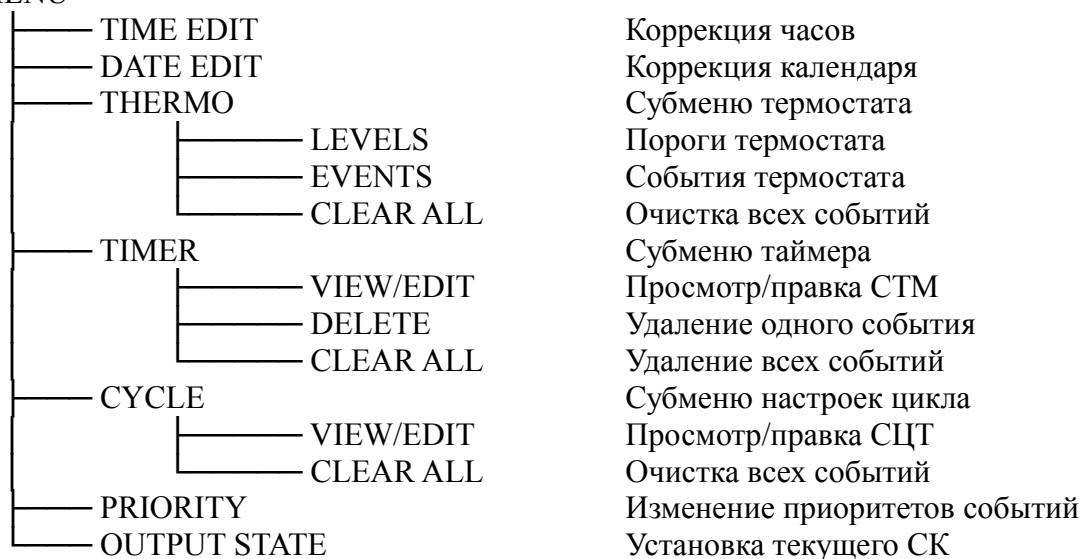 TIME EDIT Коррекция часов
DATE EDIT Коррекция календаря
THERMO Субменю термостата
LEVELS Пороги термостата
EVENTS События термостата
CLEAR ALL Очистка всех событий
TIMER Субменю таймера
VIEW/EDIT Просмотр/правка СТМ
DELETE Удаление одного события
CLEAR ALL Удаление всех событий
CYCLE Субменю настроек цикла
VIEW/EDIT Просмотр/правка СЦТ
CLEAR ALL Очистка всех событий
PRIORITY Изменение приоритетов событий
OUTPUT STATE Установка текущего СК